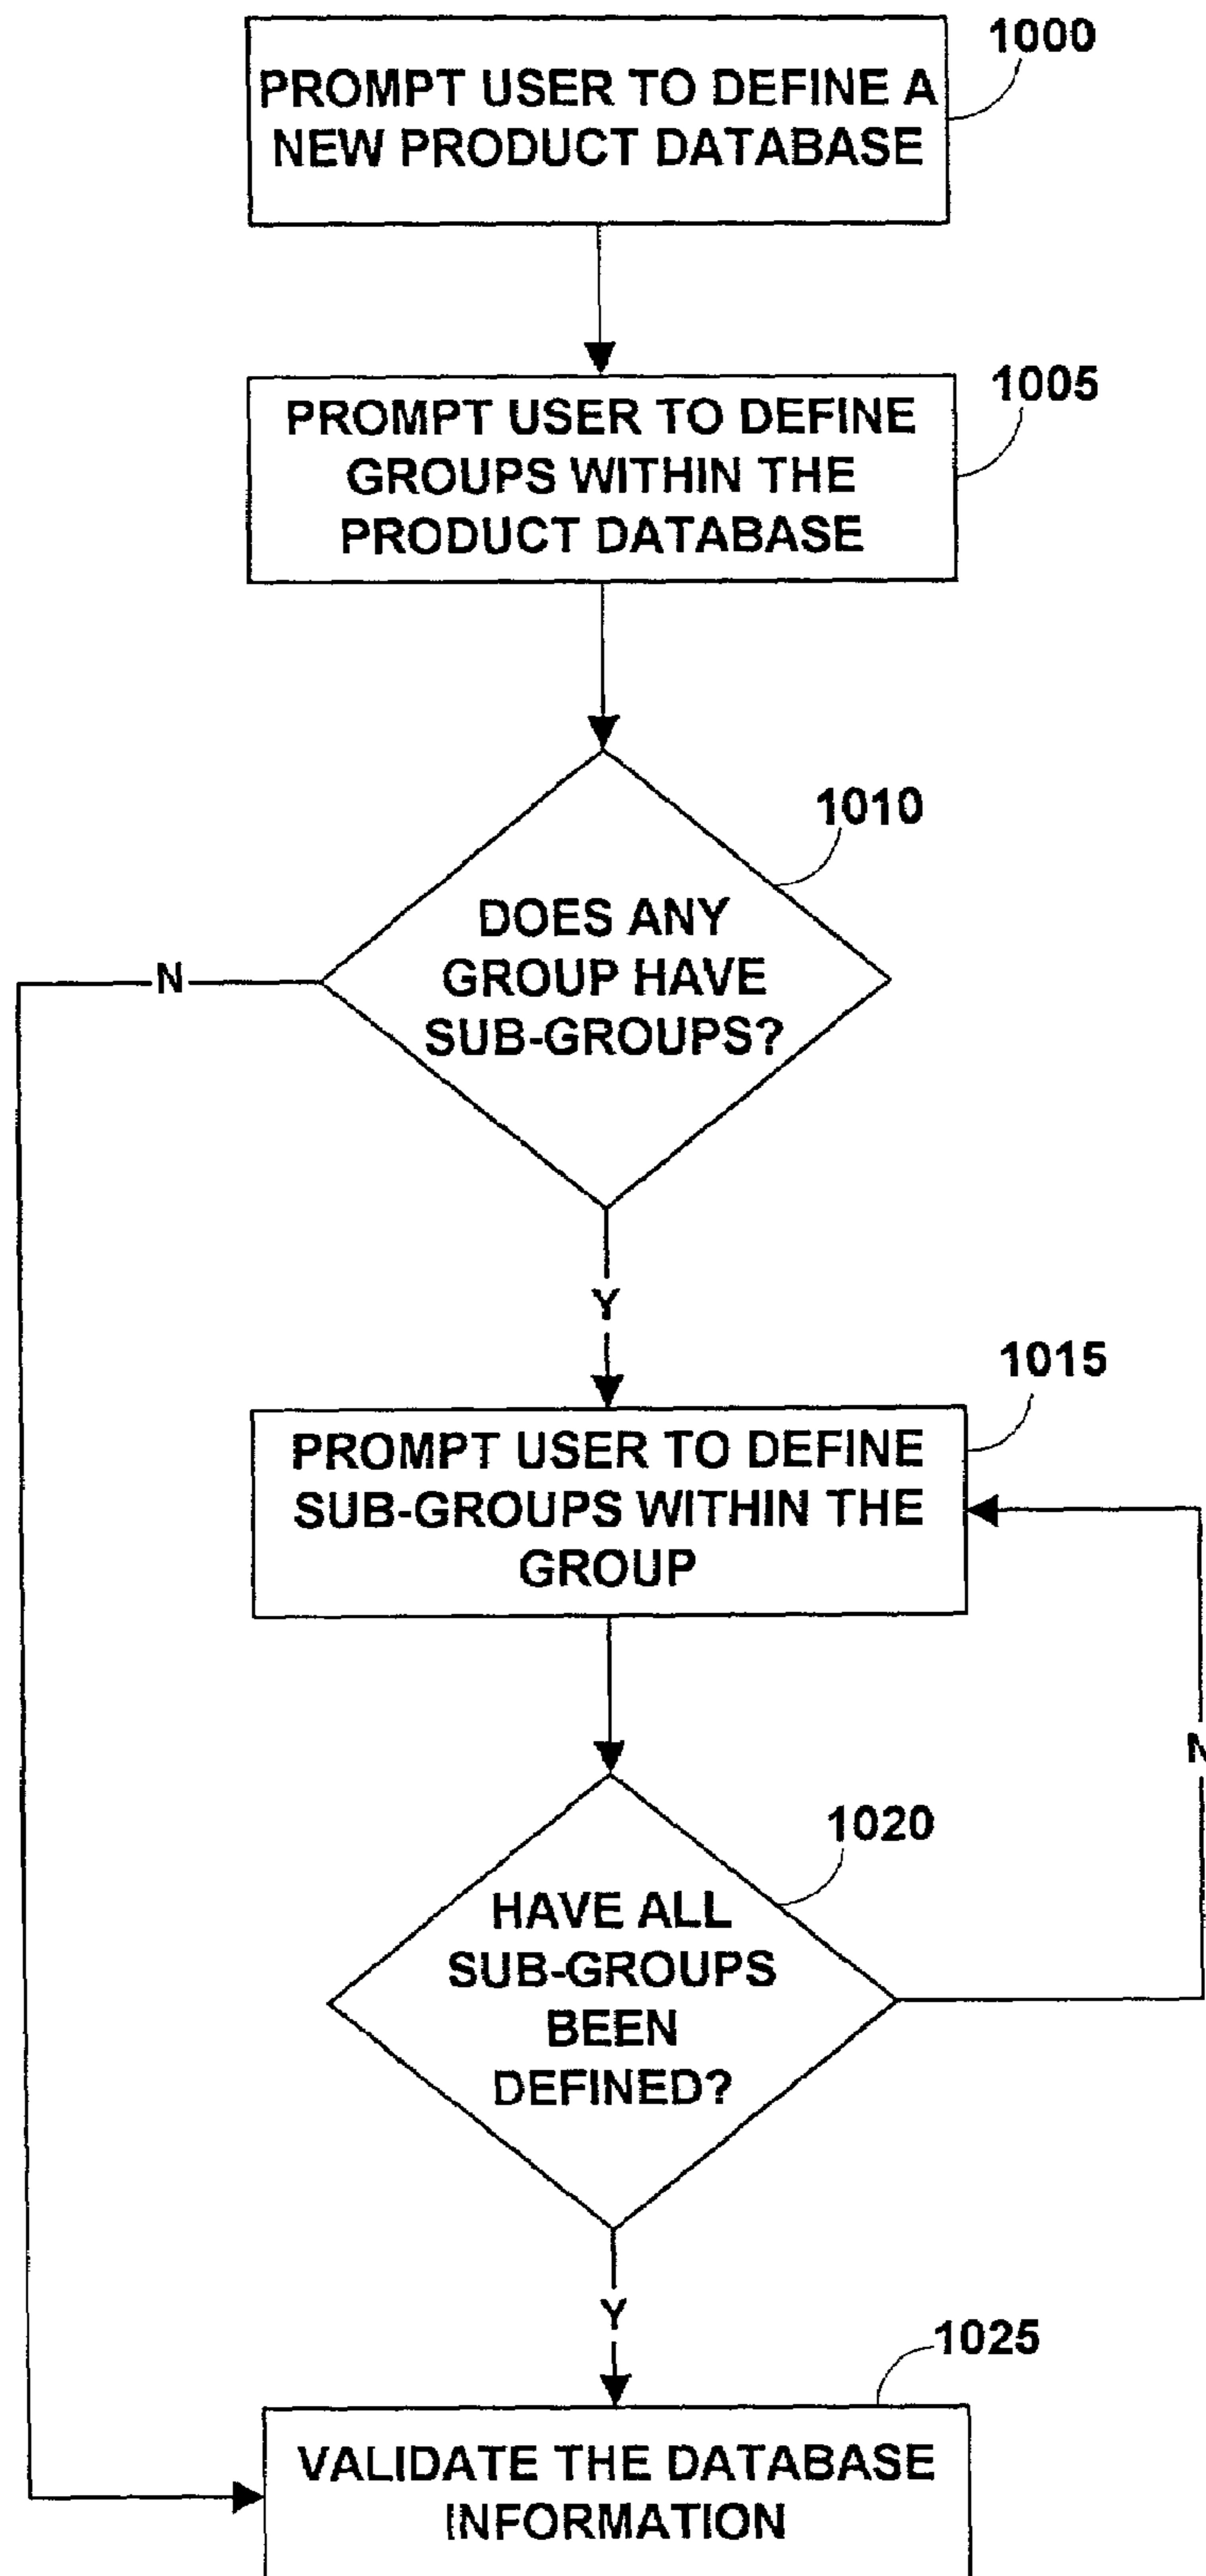 1000
PROMPT USER TO DEFINE A
NEW PRODUCT DATABASE
1005
PROMPT USER TO DEFINE
GROUPS WITHIN THE
PRODUCT DATABASE
1010
DOES ANY
GROUP HAVE
SUB-GROUPS?
N
Y
1015
PROMPT USER TO DEFINE
SUB-GROUPS WITHIN THE
GROUP
N
1020
HAVE ALL
SUB-GROUPS
BEEN
DEFINED?
Y
1025
VALIDATE THE DATABASE
INFORMATION